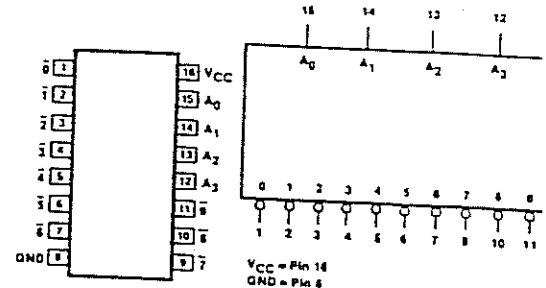 0̅ 1 16 VCC
1̅ 2 15 A0
2̅ 3 14 A1
3̅ 4 13 A2
4̅ 5 12 A3
5̅ 6 11 9̅
6̅ 7 10 8̅
GND 8 9 7̅
15 14 13 12
A0 A1 A2 A3
0 1 2 3 4 5 6 7 8 9
1 2 3 4 5 6 7 9 10 11
VCC = Pin 16
GND = Pin 8